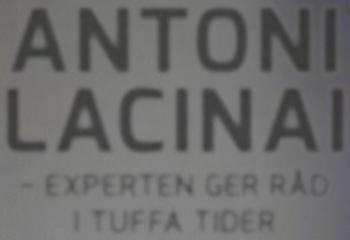 ANTONI
LACINAI
- EXPERTEN GER RÅD
I TUFFA TIDER